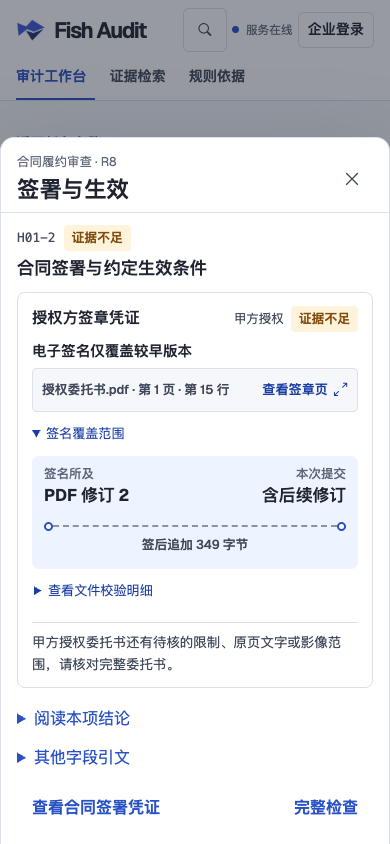 Fish Audit
服务在线
企业登录
审计工作台
证据检索
规则依据
合同履约审查 · R8
签署与生效
H01-2 证据不足
合同签署与约定生效条件
授权方签章凭证
甲方授权 证据不足
电子签名仅覆盖较早版本
授权委托书.pdf · 第 1 页 · 第 15 行
查看签章页
签名覆盖范围
签名所及
本次提交
PDF 修订 2
含后续修订
签后追加 349 字节
查看文件校验明细
甲方授权委托书还有待核的限制、原页文字或影像范
围，请核对完整委托书。
阅读本项结论
其他字段引文
查看合同签署凭证
完整检查